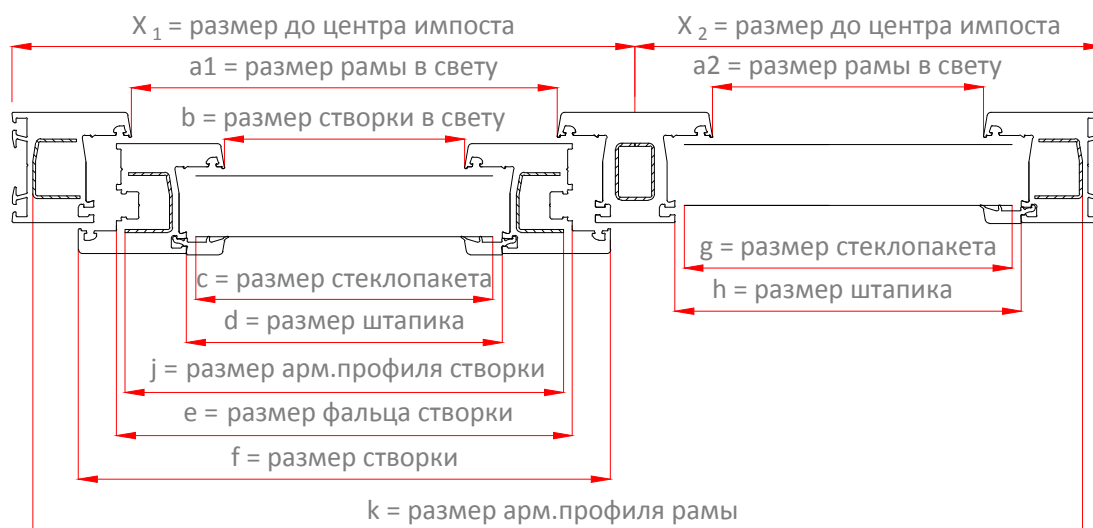 X 1 = размер до центра импоста
X 2 = размер до центра импоста
a1 = размер рамы в свету
a2 = размер рамы в свету
b = размер створки в свету
g = размер стеклопакета
c = размер стеклопакета
h = размер штапика
d = размер штапика
j = размер арм.профиля створки
e = размер фальца створки
f = размер створки
k = размер арм.профиля рамы